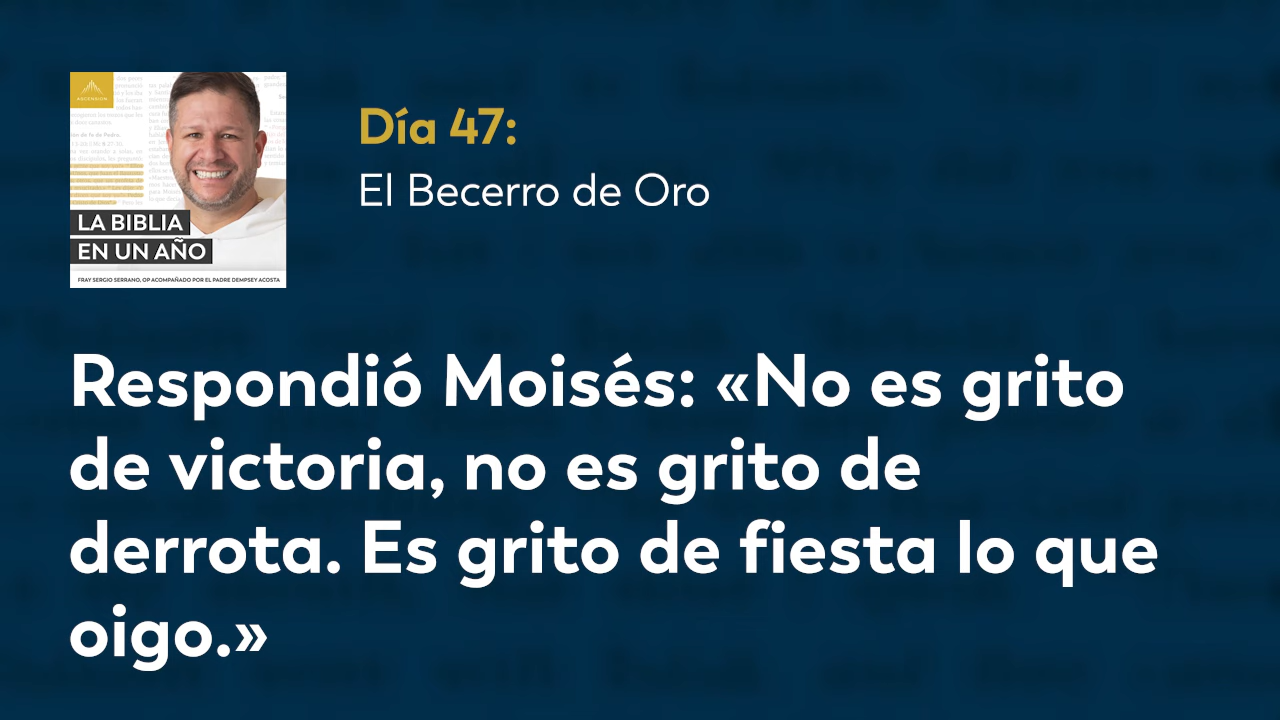 ASCENSION
LA BIBLIA
EN UN AÑO
FRAY SERGIO SERRANO, OP ACOMPAÑADO POR EL PADRE DEMPSEY ACOSTA
Día 47:
El Becerro de Oro
Respondió Moisés: «No es grito
de victoria, no es grito de
derrota. Es grito de fiesta lo que
oigo.»